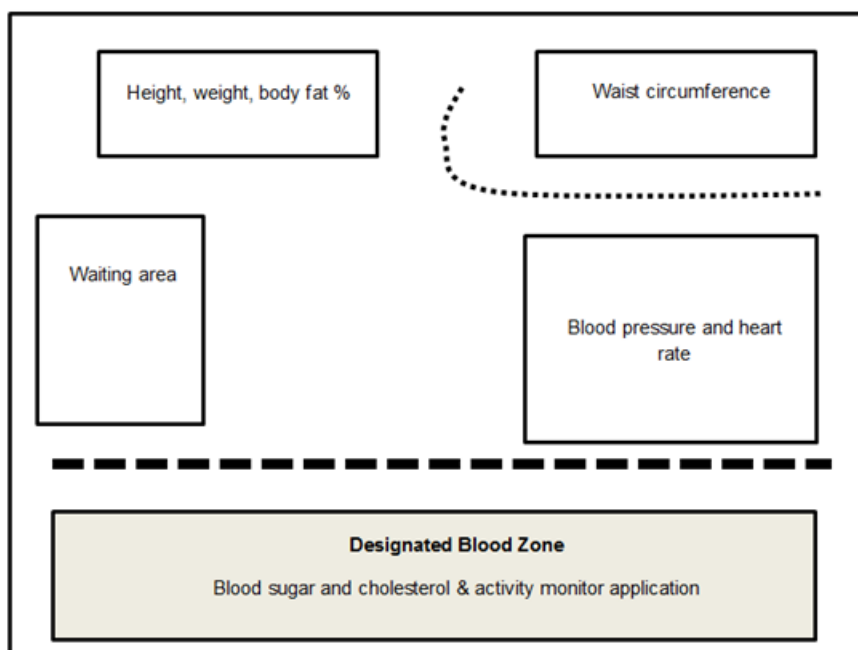 Height, weight, body fat %
Waist circumference
Waiting area
Blood pressure and heart
rate
Designated Blood Zone
Blood sugar and cholesterol & activity monitor application